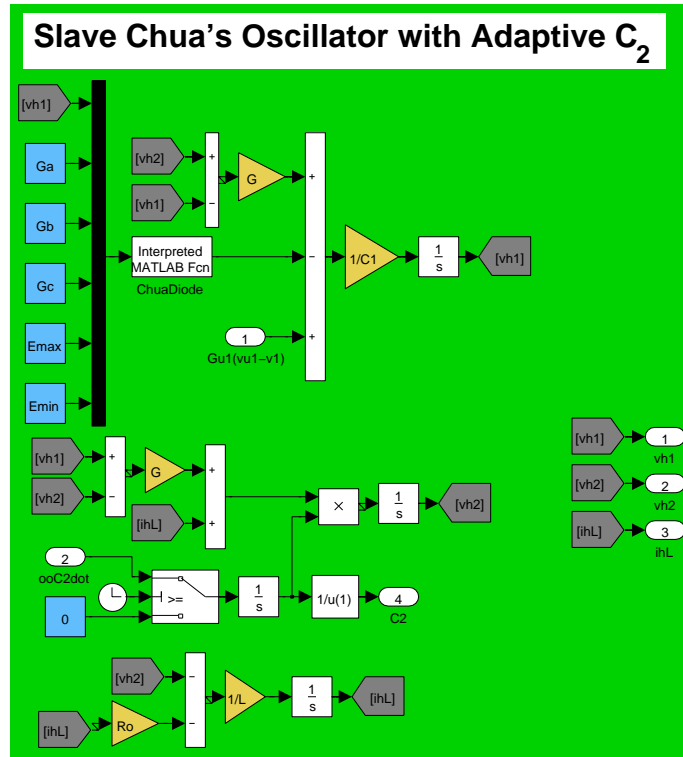 Slave Chua's Oscillator with Adaptive C2
[vh1]
Ga
Gb
Gc
Emax
Emin
[vh2]
[vh1]
+
−
G
Interpreted
MATLAB Fcn
ChuaDiode
1
Gu1(vu1−v1)
+
−
+
1/C1
1
s
[vh1]
[vh1]
[vh2]
+
−
G
[ihL]
+
+
×
1
s
[vh2]
2
ooC2dot
0
>=
1
s
1/u(1)
4
C2
[vh1]
1
vh1
[vh2]
2
vh2
[ihL]
3
ihL
[vh2]
[ihL]
Ro
−
−
1/L
1
s
[ihL]